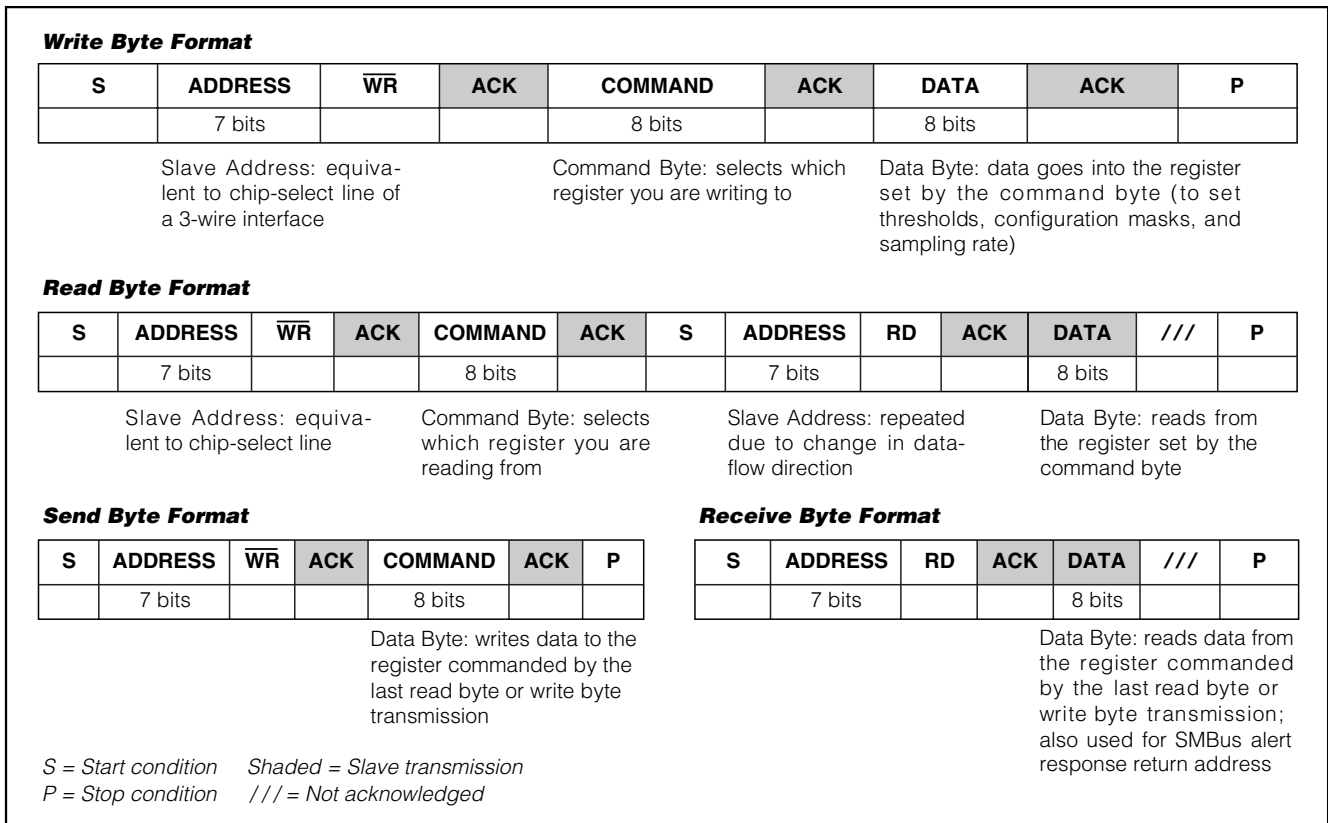 Write Byte Format
S ADDRESS WR ACK COMMAND ACK DATA ACK P
7 bits 8 bits 8 bits
Slave Address: equiva-
lent to chip-select line of
a 3-wire interface
Command Byte: selects which
register you are writing to
Data Byte: data goes into the register
set by the command byte (to set
thresholds, configuration masks, and
sampling rate)
Read Byte Format
S ADDRESS WR ACK COMMAND ACK S ADDRESS RD ACK DATA /// P
7 bits 8 bits 7 bits 8 bits
Slave Address: equiva-
lent to chip-select line
Command Byte: selects
which register you are
reading from
Slave Address: repeated
due to change in data-
flow direction
Data Byte: reads from
the register set by the
command byte
Send Byte Format
S ADDRESS WR ACK COMMAND ACK P
7 bits 8 bits
Data Byte: writes data to the
register commanded by the
last read byte or write byte
transmission
Receive Byte Format
S ADDRESS RD ACK DATA /// P
7 bits 8 bits
Data Byte: reads data from
the register commanded
by the last read byte or
write byte transmission;
also used for SMBus alert
response return address
S = Start condition Shaded = Slave transmission
P = Stop condition /// = Not acknowledged